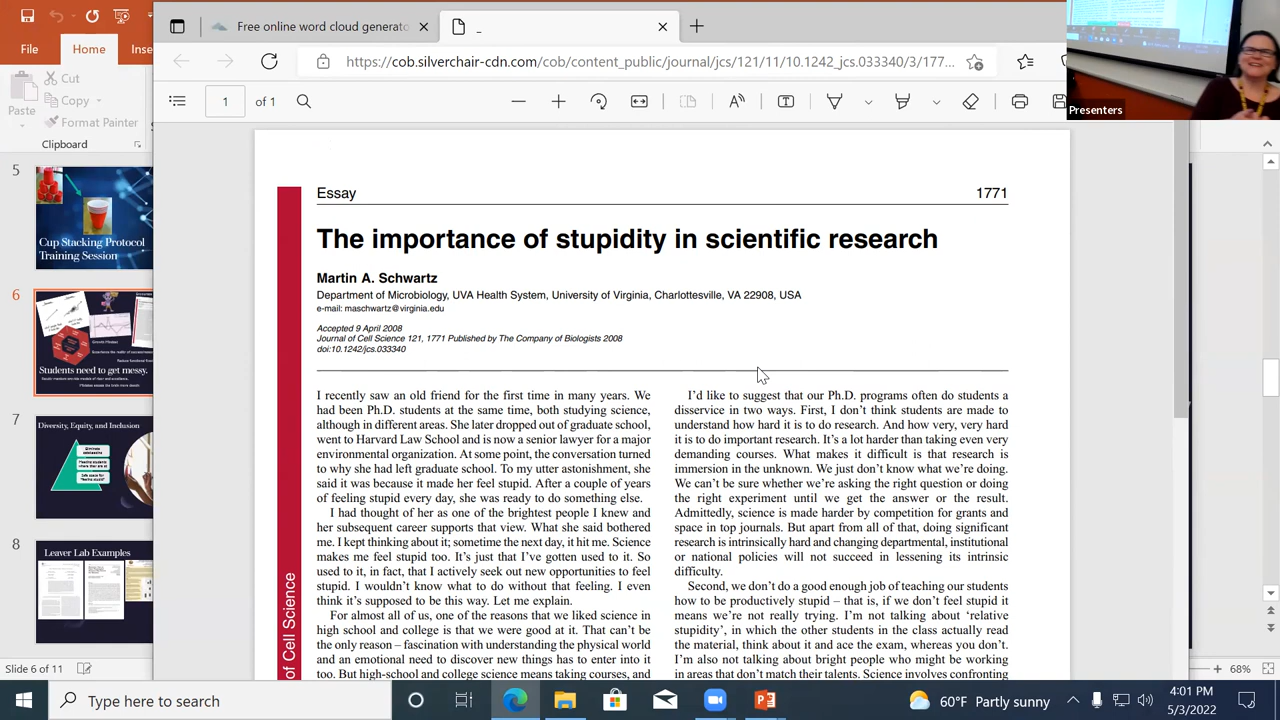 Free online word cloud generat
_
File
Home
Inse
https://cob.silverchair-cdn.com/cob/content_public/journal/jcs/121/11/10.1242_jcs.033340/3/177...
Presenters
Cut
Copy
Format Painter
Paste
Clipboard
1
of 1
5
Cup Stacking Protocol
Training Session
6
Growth Mindset
Students need to get messy.
7
Diversity, Equity, and Inclusion
8
Leaver Lab Examples
Essay
1771
The importance of stupidity in scientific research
Martin A. Schwartz
Department of Microbiology, UVA Health System, University of Virginia, Charlottesville, VA 22908, USA
e-mail: maschwartz@virginia.edu
Accepted 9 April 2008
Journal of Cell Science 121, 1771 Published by The Company of Biologists 2008
doi:10.1242/jcs.033340
I recently saw an old friend for the first time in many years. We
had been Ph.D. students at the same time, both studying science,
although in different areas. She later dropped out of graduate school,
went to Harvard Law School and is now a senior lawyer for a major
environmental organization. At some point, the conversation turned
to why she had left graduate school. To my utter astonishment, she
said it was because it made her feel stupid. After a couple of years
of feeling stupid every day, she was ready to do something else.
I had thought of her as one of the brightest people I knew and
her subsequent career supports that view. What she said bothered
me. I kept thinking about it; sometime the next day, it hit me. Science
makes me feel stupid too. It's just that I've gotten used to it. So
used to it, in fact, that I actively seek out new opportunities to feel
stupid. I wouldn't know what to do without that feeling. I even
think it's supposed to be this way. Let me explain.
For almost all of us, one of the reasons that we liked science in
high school and college is that we were good at it. That can't be
the only reason – fascination with understanding the physical world
and an emotional need to discover new things has to enter into it
too. But high-school and college science means taking courses, and
I'd like to suggest that our Ph.D. programs often do students a
disservice in two ways. First, I don't think students are made to
understand how hard it is to do research. And how very, very hard
it is to do important research. It's a lot harder than taking even very
demanding courses. What makes it difficult is that research is
immersion in the unknown. We just don't know what we're doing.
We can't be sure whether we're asking the right question or doing
the right experiment until we get the answer or the result.
Admittedly, science is made harder by competition for grants and
space in top journals. But apart from all of that, doing significant
research is intrinsically hard and changing departmental, institutional
or national policies will not succeed in lessening its intrinsic
difficulty.
Second, we don't do a good enough job of teaching our students
how to be productively stupid – that is, if we don't feel stupid it
means we're not really trying. I'm not talking about 'relative
stupidity', in which the other students in the class actually read
the material, think about it and ace the exam, whereas you don't.
I'm also not talking about bright people who might be working
in areas that don't match their talents. Science involves confronting
of Cell Science
Slide 6 of 11
68%
Type here to search
60°F Partly sunny
4:01 PM
5/3/2022